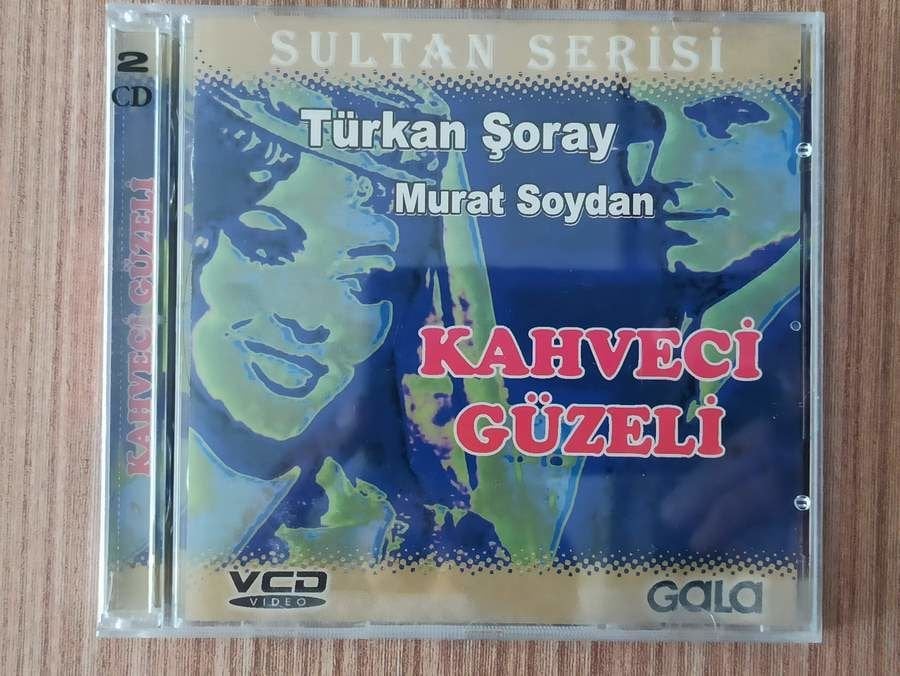 2
CD
KAHVECİ GÜZELİ
SULTAN SERİSİ
Türkan Şoray
Murat Soydan
KAHVECİ
GÜZELİ
VCD
VIDEO
GALA